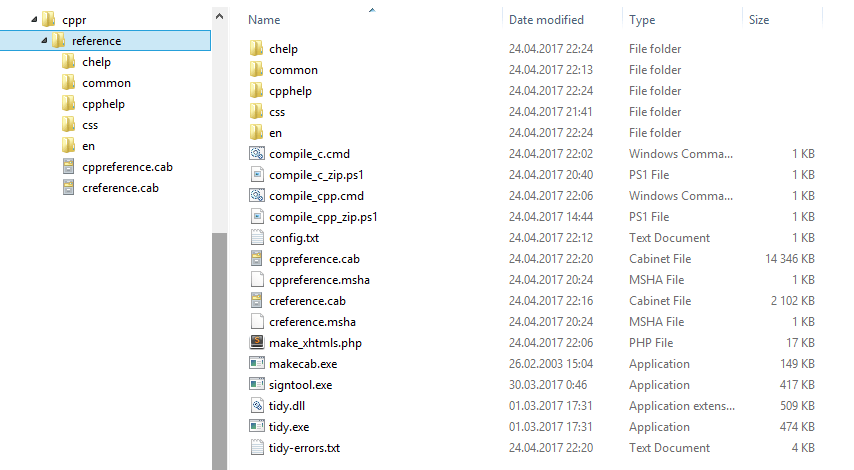 cppr
reference
chelp
common
cpphelp
css
en
cppreference.cab
creference.cab
Name Date modified Type Size
chelp 24.04.2017 22:24 File folder
common 24.04.2017 22:13 File folder
cpphelp 24.04.2017 22:24 File folder
css 24.04.2017 21:41 File folder
en 24.04.2017 22:24 File folder
compile_c.cmd 24.04.2017 22:02 Windows Comma... 1 KB
compile_c_zip.ps1 24.04.2017 20:40 PS1 File 1 KB
compile_cpp.cmd 24.04.2017 22:06 Windows Comma... 1 KB
compile_cpp_zip.ps1 24.04.2017 14:44 PS1 File 1 KB
config.txt 24.04.2017 22:12 Text Document 1 KB
cppreference.cab 24.04.2017 22:20 Cabinet File 14 346 KB
cppreference.msha 24.04.2017 20:24 MSHA File 1 KB
creference.cab 24.04.2017 22:16 Cabinet File 2 102 KB
creference.msha 24.04.2017 20:24 MSHA File 1 KB
make_xhtmls.php 24.04.2017 22:06 PHP File 17 KB
makecab.exe 26.02.2003 15:04 Application 149 KB
signtool.exe 30.03.2017 0:46 Application 417 KB
tidy.dll 01.03.2017 17:31 Application extens... 509 KB
tidy.exe 01.03.2017 17:31 Application 474 KB
tidy-errors.txt 24.04.2017 22:20 Text Document 4 KB